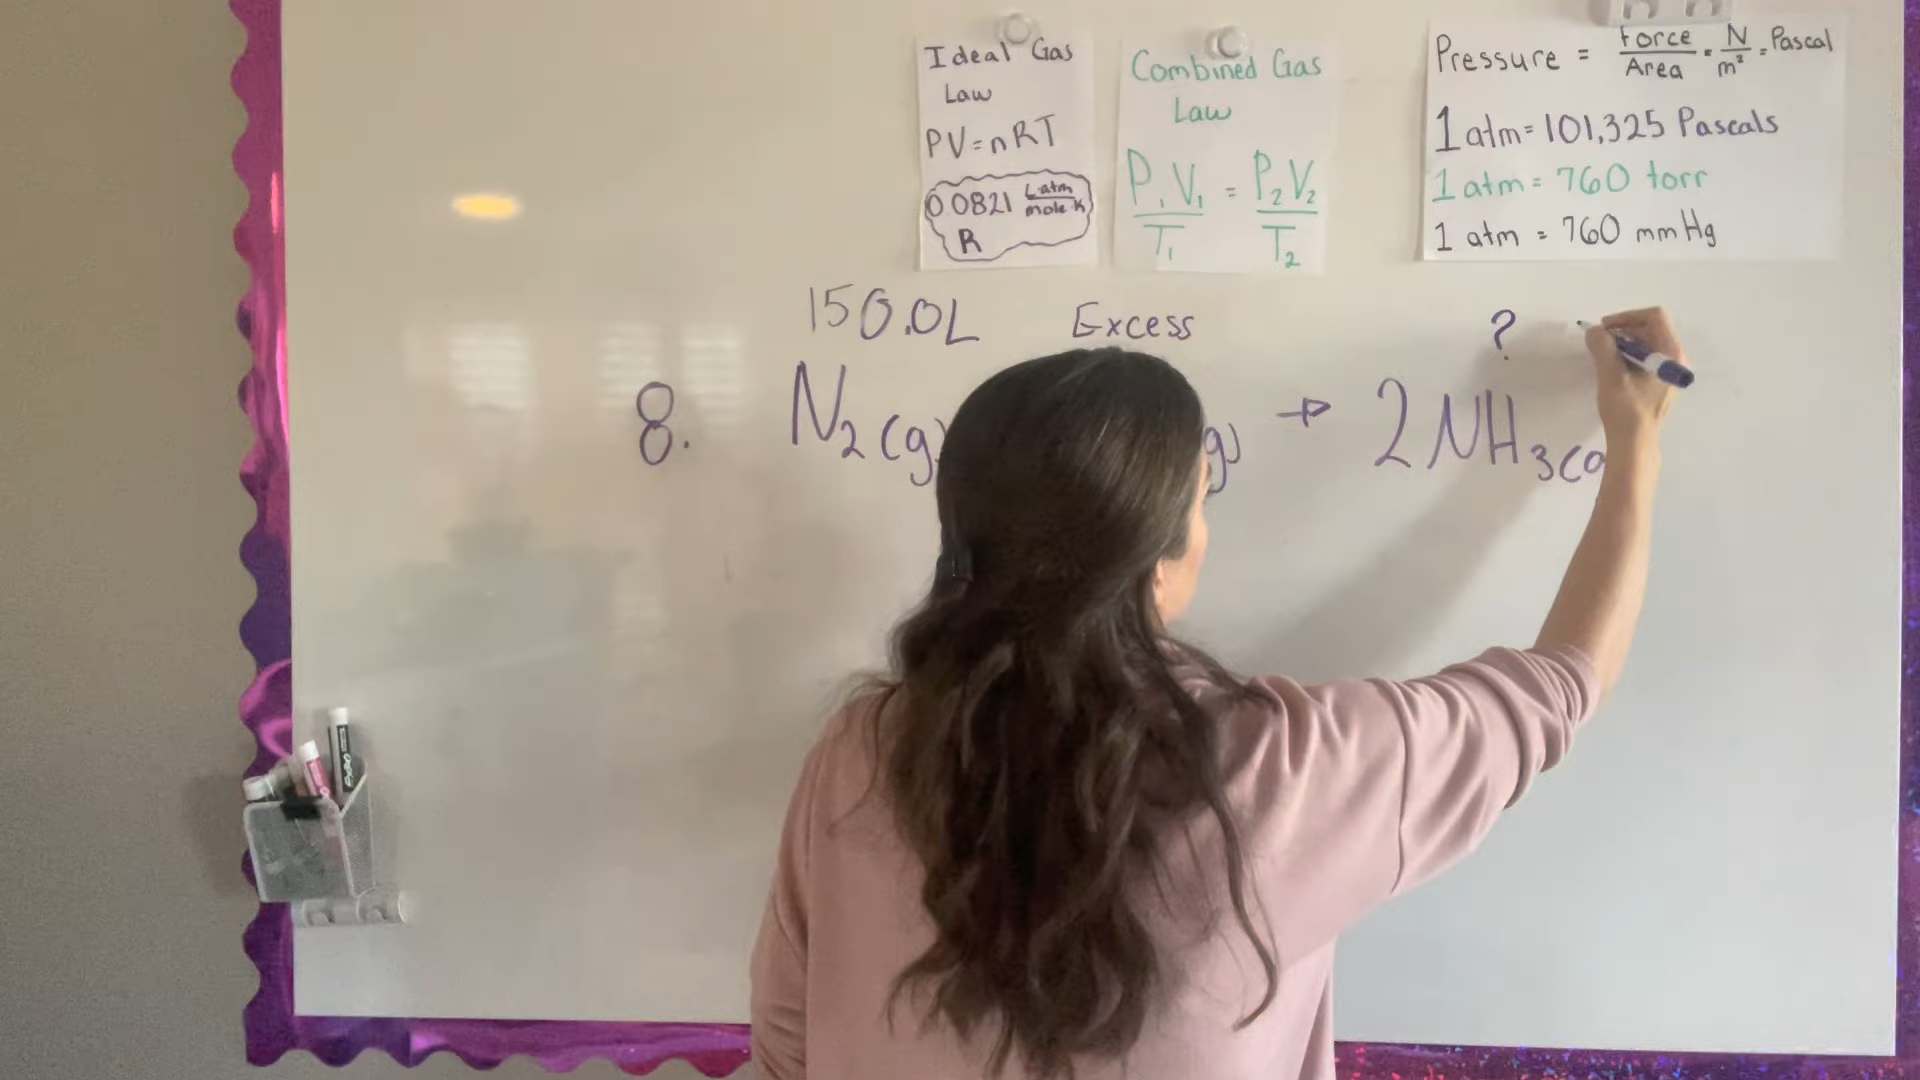 Ideal Gas
Law
PV = nRT
0.0821 L·atm / mole·K
R
Combined Gas
Law
P₁V₁ / T₁ = P₂V₂ / T₂
Pressure = Force / Area = N / m² = Pascal
1 atm = 101,325 Pascals
1 atm = 760 torr
1 atm = 760 mmHg
150.0L Excess ?
8. N₂(g) g) → 2NH₃(g